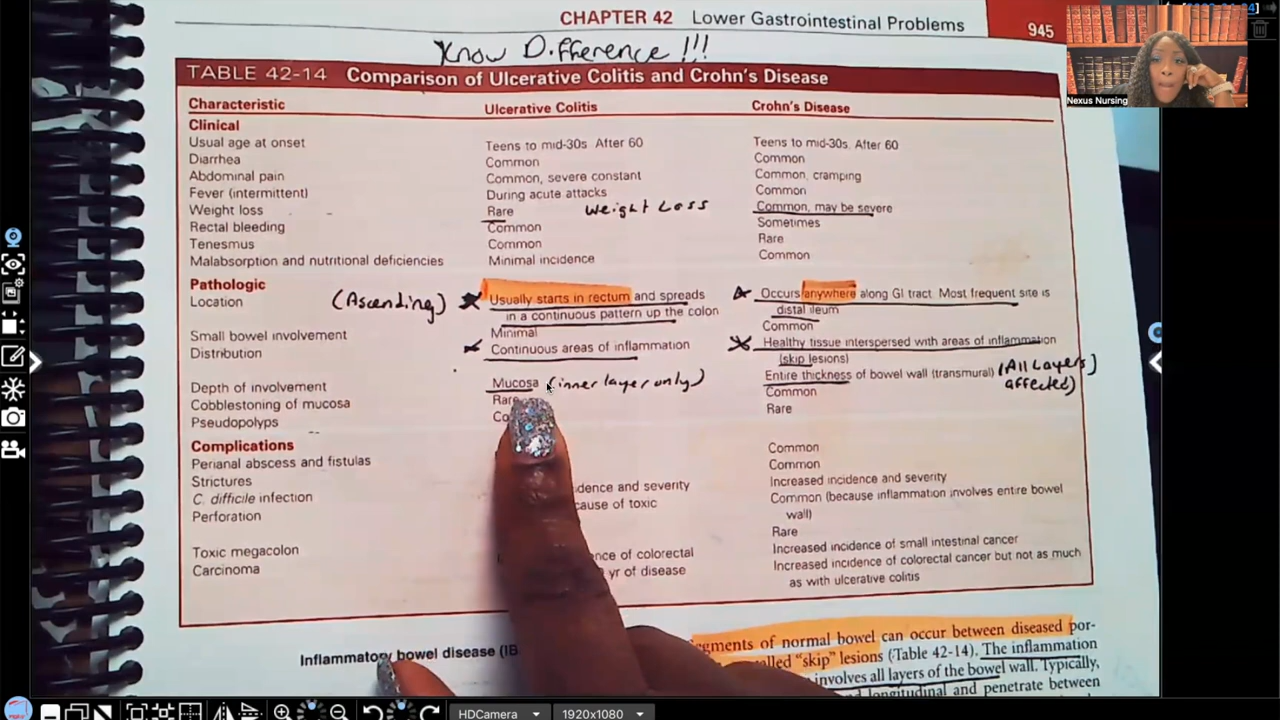 CHAPTER 42 Lower Gastrointestinal Problems 945
Know Difference!!!
Nexus Nursing
TABLE 42-14 Comparison of Ulcerative Colitis and Crohn's Disease
Characteristic Ulcerative Colitis Crohn's Disease
Clinical
Usual age at onset Teens to mid-30s After 60 Teens to mid-30s. After 60
Diarrhea Common Common
Abdominal pain Common, severe constant Common, cramping
Fever (intermittent) During acute attacks Common
Weight loss Rare Weight Loss Common, may be severe
Rectal bleeding Common Sometimes
Tenesmus Common Rare
Malabsorption and nutritional deficiencies Minimal incidence Common
Pathologic
Location (Ascending) Usually starts in rectum and spreads Occurs anywhere along GI tract. Most frequent site is
in a continuous pattern up the colon distal ileum
Small bowel involvement Minimal Common
Distribution Continuous areas of inflammation Healthy tissue interspersed with areas of inflammation
(skip lesions)
Depth of involvement Mucosa (inner layer only) Entire thickness of bowel wall (transmural) (All Layers affected)
Cobblestoning of mucosa Rare Common
Pseudopolyps Co Rare
Complications
Perianal abscess and fistulas Common
Strictures Common
C. difficile infection idence and severity Increased incidence and severity
Perforation cause of toxic Common (because inflammation involves entire bowel
wall)
Toxic megacolon Rare
Carcinoma ence of colorectal Increased incidence of small intestinal cancer
yr of disease Increased incidence of colorectal cancer but not as much
as with ulcerative colitis
Inflammatory bowel disease (IB
egments of normal bowel can occur between diseased por-
alled "skip" lesions (Table 42-14). The inflammation
involves all layers of the bowel wall. Typically,
longitudinal and penetrate between
HDCamera 1920x1080